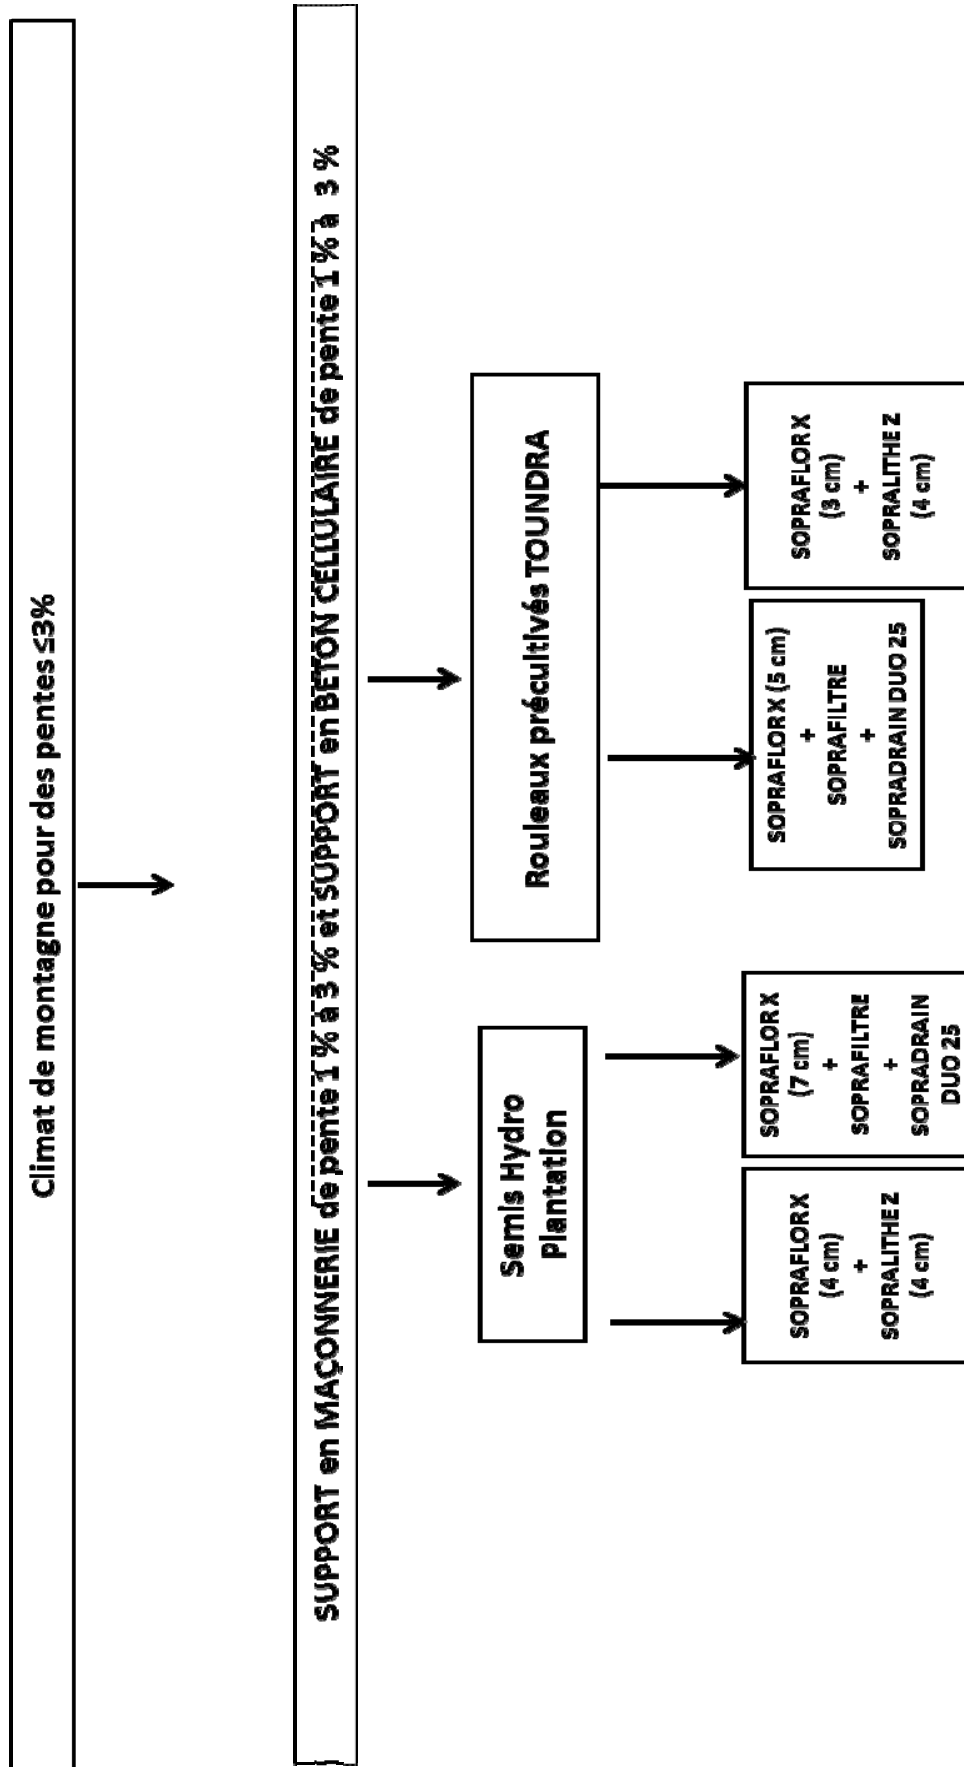 Climat de montagne pour des pentes ≤3%
SUPPORT en MAÇONNERIE de pente 1 % à 3 % et SUPPORT en BETON CELLULAIRE de pente 1 % à 3 %
Semis Hydro
Plantation
Rouleaux précultivés TOUNDRA
SOPRAFLOR X
(4 cm)
+
SOPRALITHE Z
(4 cm)
SOPRAFLOR X
(7 cm)
+
SOPRAFILTRE
+
SOPRADRAIN
DUO 25
SOPRAFLOR X (5 cm)
+
SOPRAFILTRE
+
SOPRADRAIN DUO 25
SOPRAFLOR X
(3 cm)
+
SOPRALITHE Z
(4 cm)